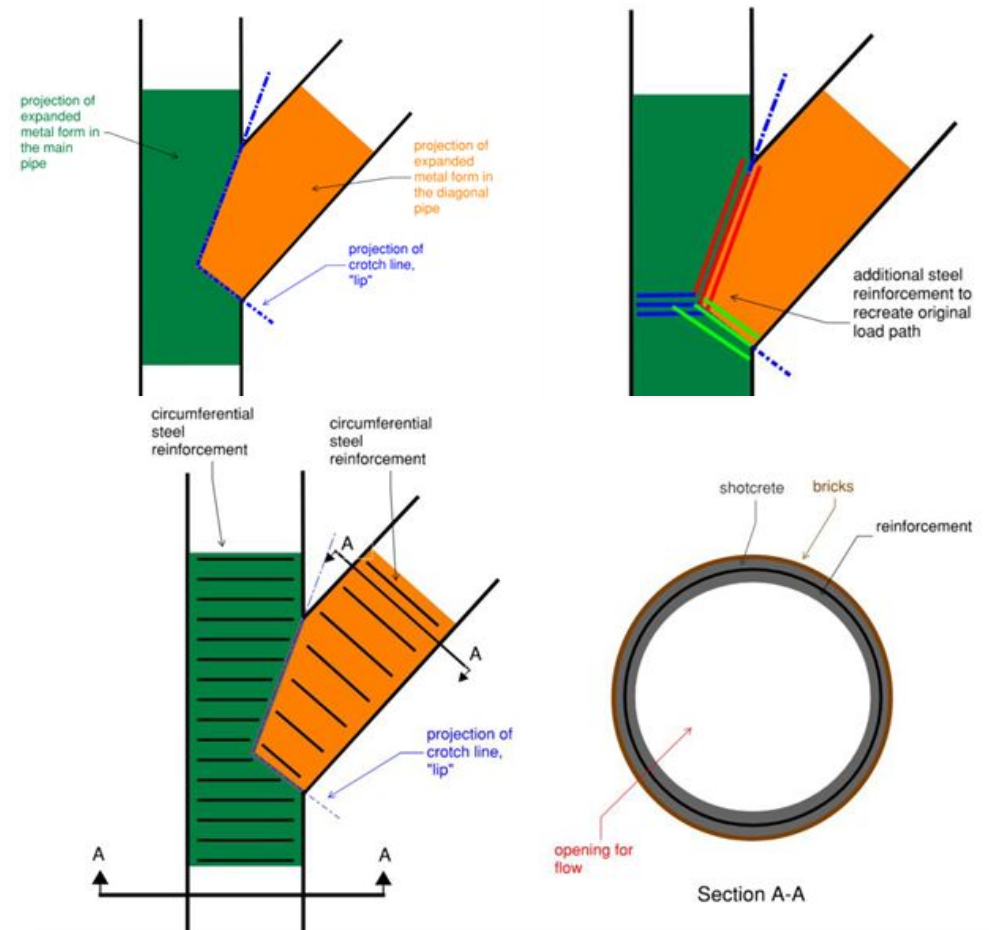 projection of
expanded
metal form in
the main
pipe
projection of
expanded
metal form in
the diagonal
pipe
projection of
crotch line,
"lip"
additional steel
reinforcement to
recreate original
load path
circumferential
steel
reinforcement
circumferential
steel
reinforcement
A
A
projection of
crotch line,
"lip"
A
A
shotcrete
bricks
reinforcement
opening for
flow
Section A-A